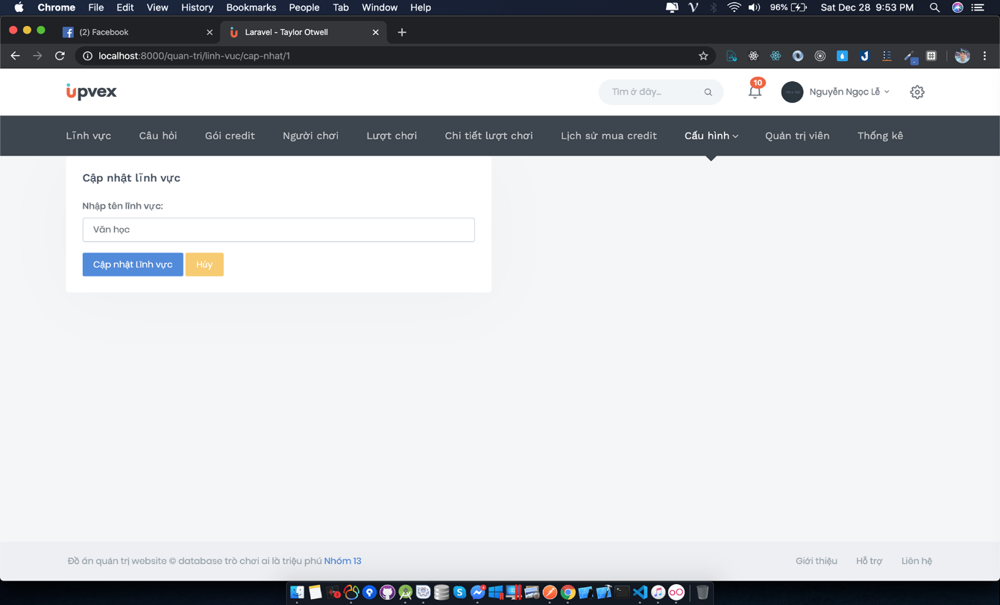 Chrome File Edit View History Bookmarks People Tab Window Help 96% Sat Dec 28 9:53 PM
(2) Facebook Laravel - Taylor Otwell
localhost:8000/quan-tri/linh-vuc/cap-nhat/1
upvex Tìm ở đây... 10 Nguyễn Ngọc Lễ
Lĩnh vực Câu hỏi Gói credit Người chơi Lượt chơi Chi tiết lượt chơi Lịch sử mua credit Cấu hình Quản trị viên Thống kê
Cập nhật lĩnh vực
Nhập tên lĩnh vực:
Văn học
Cập nhật Lĩnh vực Hủy
Đồ án quản trị website © database trò chơi ai là triệu phú Nhóm 13 Giới thiệu Hỗ trợ Liên hệ